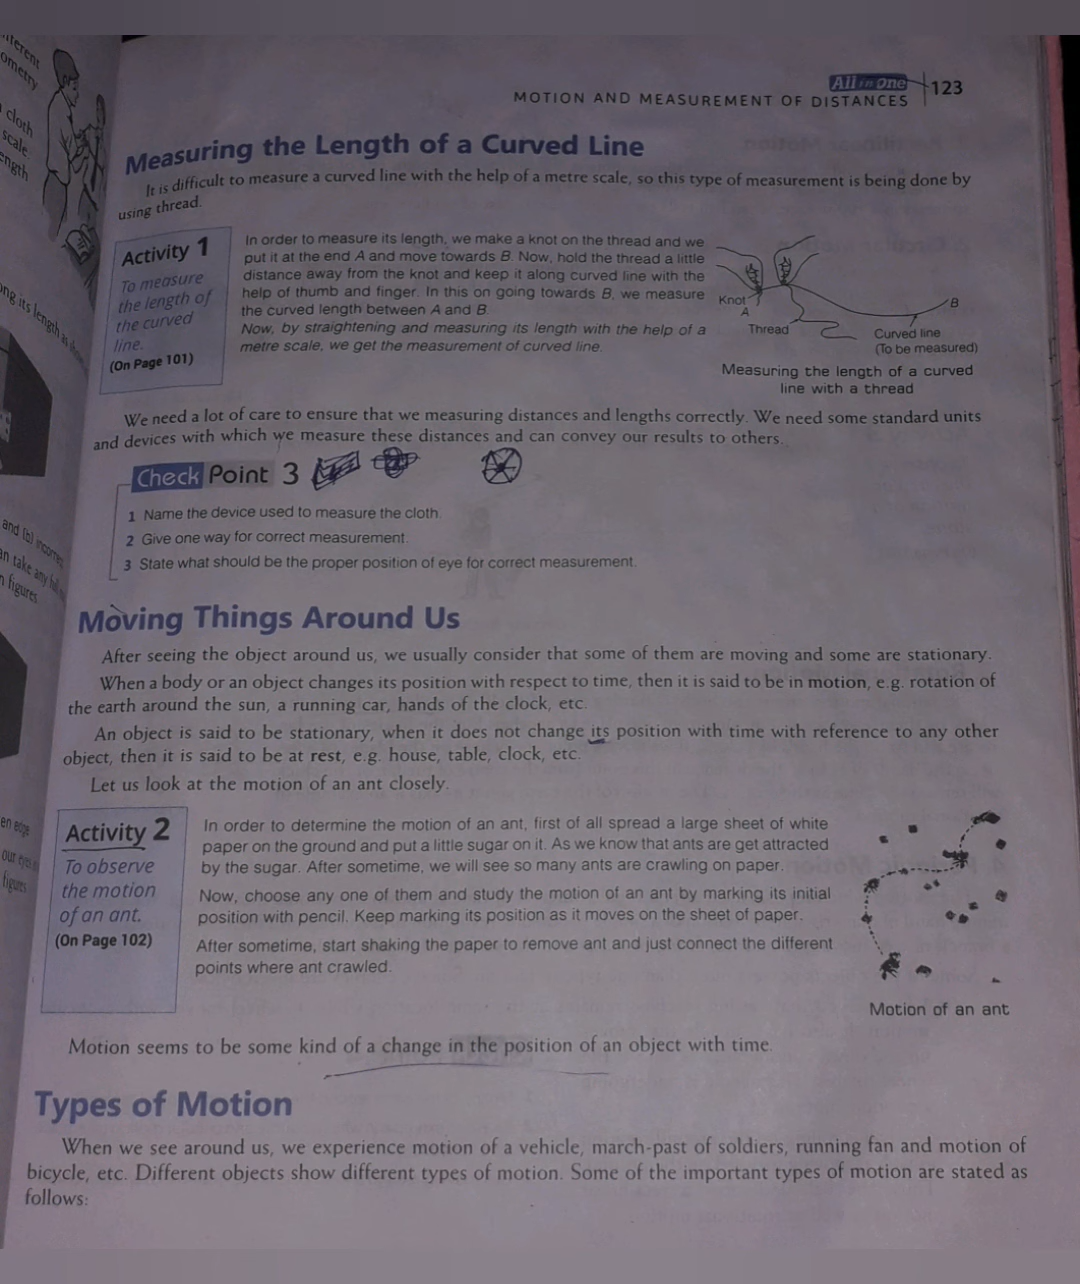 All in One
MOTION AND MEASUREMENT OF DISTANCES
123
Measuring the Length of a Curved Line
It is difficult to measure a curved line with the help of a metre scale, so this type of measurement is being done by
using thread.
Activity 1
To measure
the length of
the curved
line.
(On Page 101)
In order to measure its length, we make a knot on the thread and we
put it at the end A and move towards B. Now, hold the thread a little
distance away from the knot and keep it along curved line with the
help of thumb and finger. In this on going towards B, we measure
the curved length between A and B.
Now, by straightening and measuring its length with the help of a
metre scale, we get the measurement of curved line.
Knot
A
Thread
B
Curved line
(To be measured)
Measuring the length of a curved
line with a thread
We need a lot of care to ensure that we measuring distances and lengths correctly. We need some standard units
and devices with which we measure these distances and can convey our results to others.
Check Point 3
1 Name the device used to measure the cloth.
2 Give one way for correct measurement.
3 State what should be the proper position of eye for correct measurement.
Moving Things Around Us
After seeing the object around us, we usually consider that some of them are moving and some are stationary.
When a body or an object changes its position with respect to time, then it is said to be in motion, e.g. rotation of
the earth around the sun, a running car, hands of the clock, etc.
An object is said to be stationary, when it does not change its position with time with reference to any other
object, then it is said to be at rest, e.g. house, table, clock, etc.
Let us look at the motion of an ant closely.
Activity 2
To observe
the motion
of an ant.
(On Page 102)
In order to determine the motion of an ant, first of all spread a large sheet of white
paper on the ground and put a little sugar on it. As we know that ants are get attracted
by the sugar. After sometime, we will see so many ants are crawling on paper.
Now, choose any one of them and study the motion of an ant by marking its initial
position with pencil. Keep marking its position as it moves on the sheet of paper.
After sometime, start shaking the paper to remove ant and just connect the different
points where ant crawled.
Motion of an ant
Motion seems to be some kind of a change in the position of an object with time.
Types of Motion
When we see around us, we experience motion of a vehicle, march-past of soldiers, running fan and motion of
bicycle, etc. Different objects show different types of motion. Some of the important types of motion are stated as
follows:
cloth
scale
and (b)
figures
figures